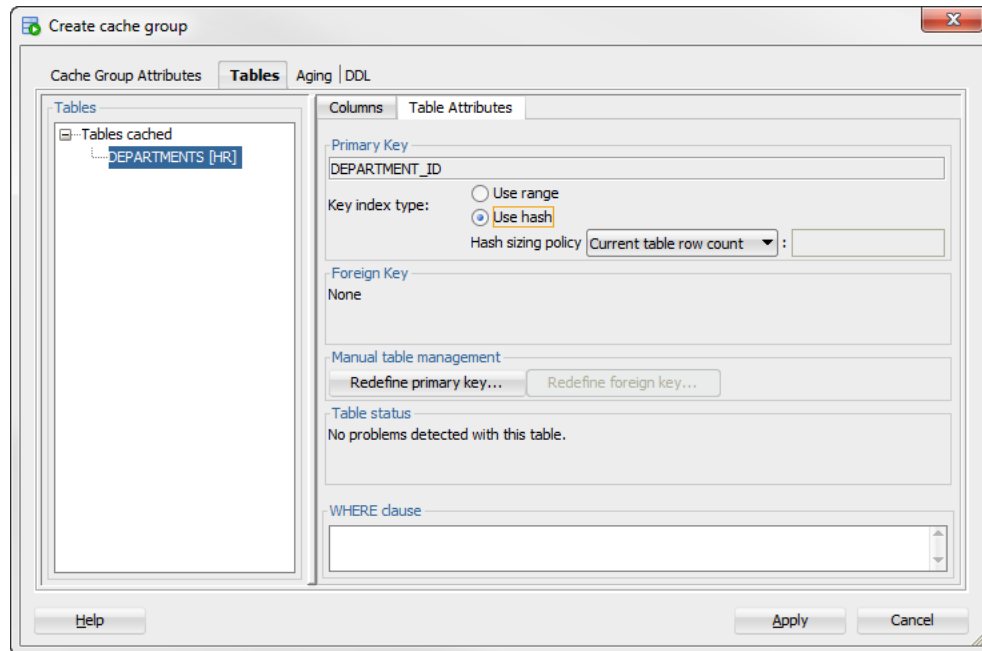 Create cache group
Cache Group Attributes Tables Aging DDL
Tables
Tables cached
DEPARTMENTS [HR]
Columns Table Attributes
Primary Key
DEPARTMENT_ID
Key index type:
Use range
Use hash
Hash sizing policy Current table row count :
Foreign Key
None
Manual table management
Redefine primary key... Redefine foreign key...
Table status
No problems detected with this table.
WHERE clause
Help Apply Cancel